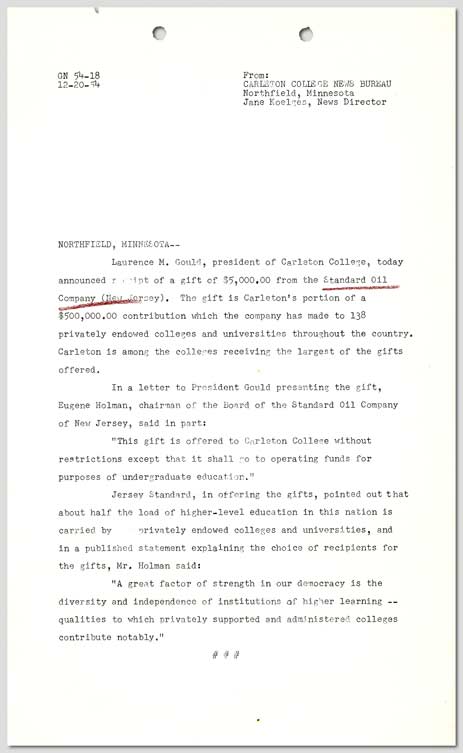 GN 54-18
12-20-54
From:
CARLETON COLLEGE NEWS BUREAU
Northfield, Minnesota
Jane Koelges, News Director
NORTHFIELD, MINNESOTA--
Laurence M. Gould, president of Carleton College, today
announced receipt of a gift of $5,000.00 from the Standard Oil
Company (New Jersey). The gift is Carleton's portion of a
$500,000.00 contribution which the company has made to 138
privately endowed colleges and universities throughout the country.
Carleton is among the colleges receiving the largest of the gifts
offered.
In a letter to President Gould presenting the gift,
Eugene Holman, chairman of the Board of the Standard Oil Company
of New Jersey, said in part:
"This gift is offered to Carleton College without
restrictions except that it shall go to operating funds for
purposes of undergraduate education."
Jersey Standard, in offering the gifts, pointed out that
about half the load of higher-level education in this nation is
carried by privately endowed colleges and universities, and
in a published statement explaining the choice of recipients for
the gifts, Mr. Holman said:
"A great factor of strength in our democracy is the
diversity and independence of institutions of higher learning --
qualities to which privately supported and administered colleges
contribute notably."
# # #